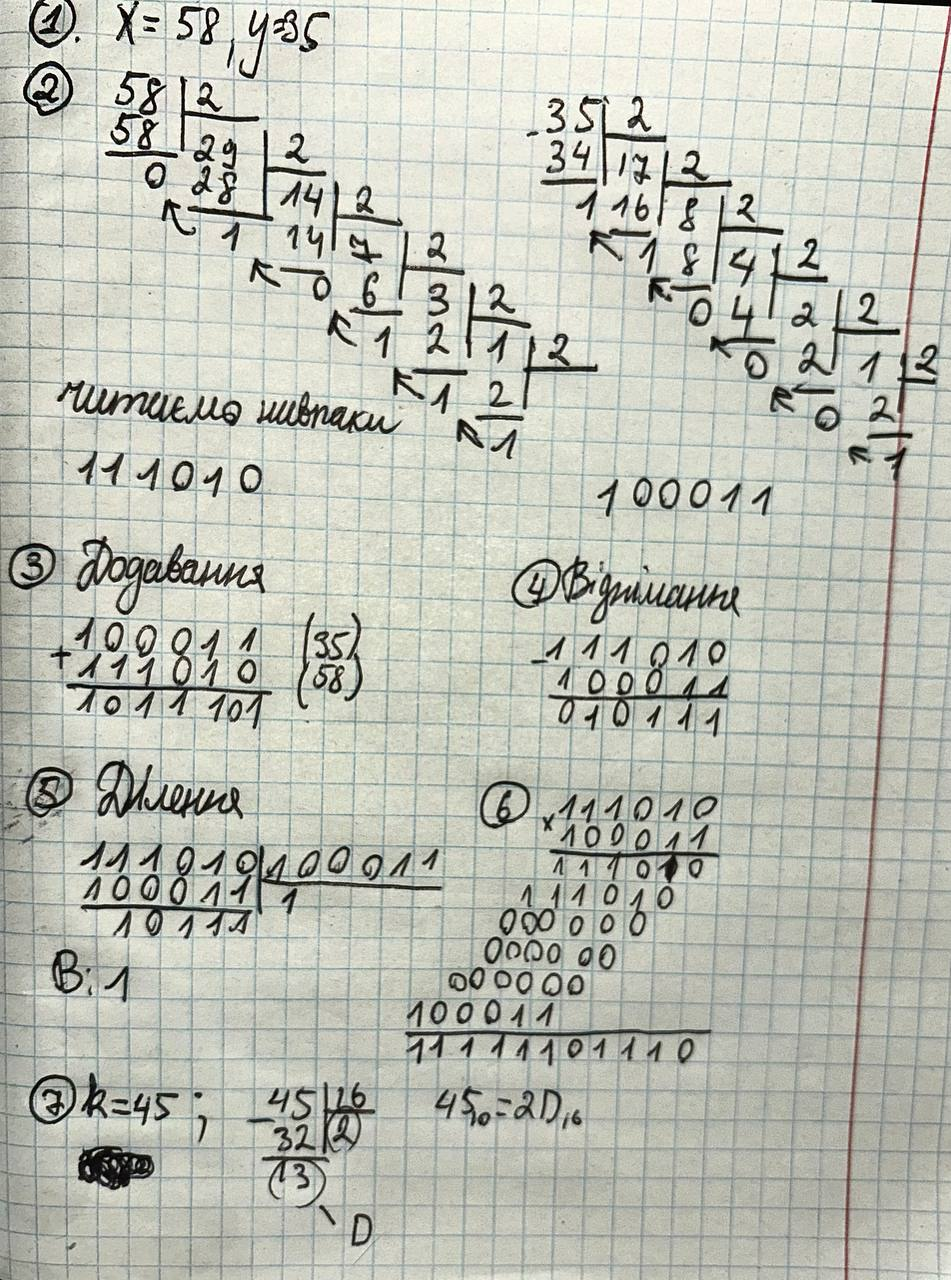 ①. X = 58, y=35
② 58 2
58 29 2
0 28 14 2
1 14 7 2
0 6 3 2
1 2 1 2
1 2
1
- 35 2
34 17 2
1 16 8 2
1 8 4 2
0 4 2 2
0 2 1 2
0 2
1
читаємо навпаки
111010
100011
③ Додавання
+ 100011 (35)
111010 (58)
1011101
④ Віднімання
- 111010
100011
010111
⑤ Ділення
111010 100011
100011 1
10111
В: 1
⑥ x 111010
100011
111010
111010
000000
000000
000000
100011
11111101110
⑦ k=45 ; - 45 16 45₁₀=2D₁₆
32 2
13
D